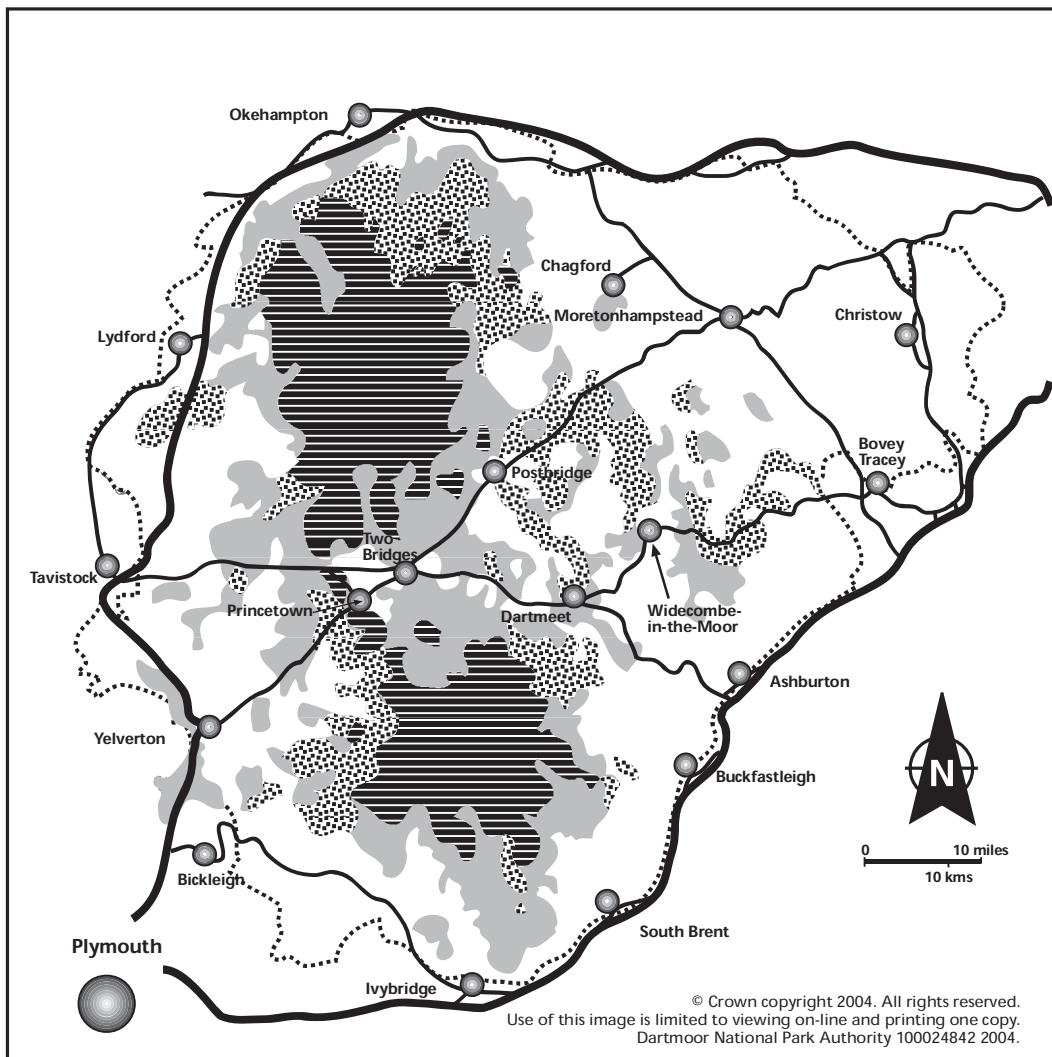 Okehampton
Chagford
Moretonhampstead
Christow
Lydford
Bovey
Tracey
Postbridge
Two
Bridges
Tavistock
Princetown
Dartmeet
Widecombe-
in-the-Moor
Ashburton
Yelverton
Buckfastleigh
N
0 10 miles
10 kms
Bickleigh
South Brent
Plymouth
Ivybridge
© Crown copyright 2004. All rights reserved.
Use of this image is limited to viewing on-line and printing one copy.
Dartmoor National Park Authority 100024842 2004.